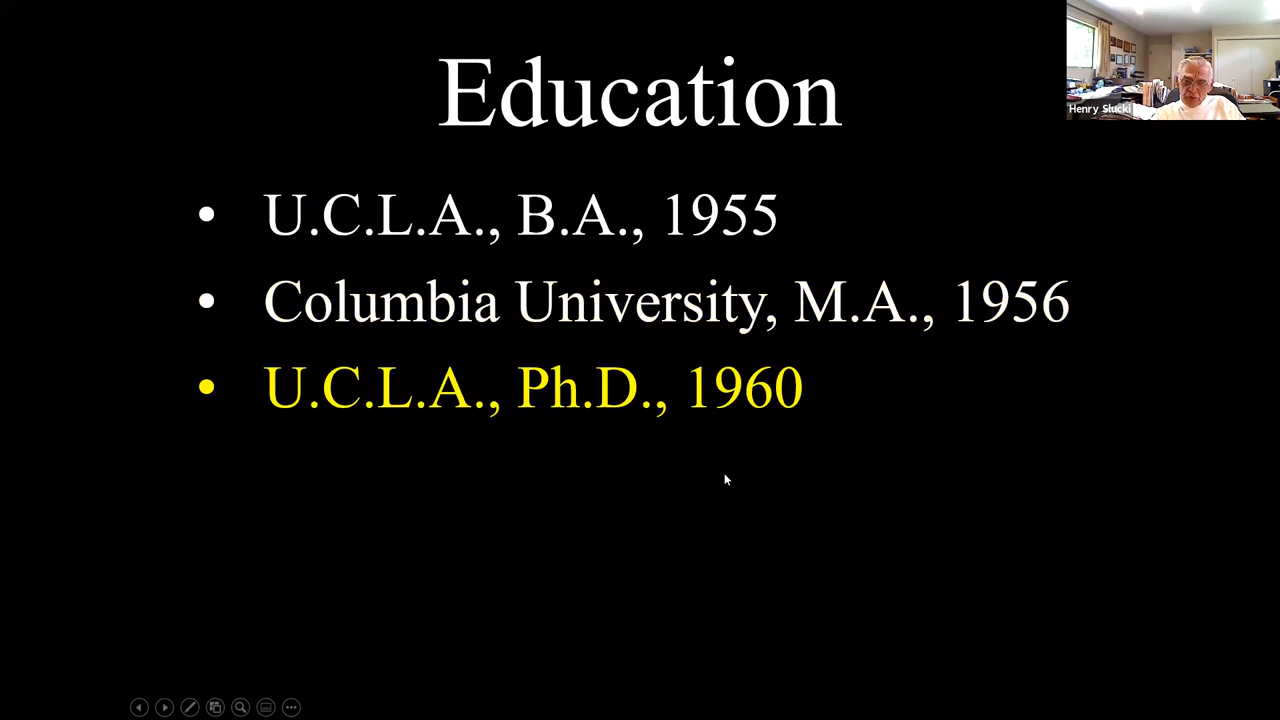 Education
Henry Slucki
• U.C.L.A., B.A., 1955
• Columbia University, M.A., 1956
• U.C.L.A., Ph.D., 1960